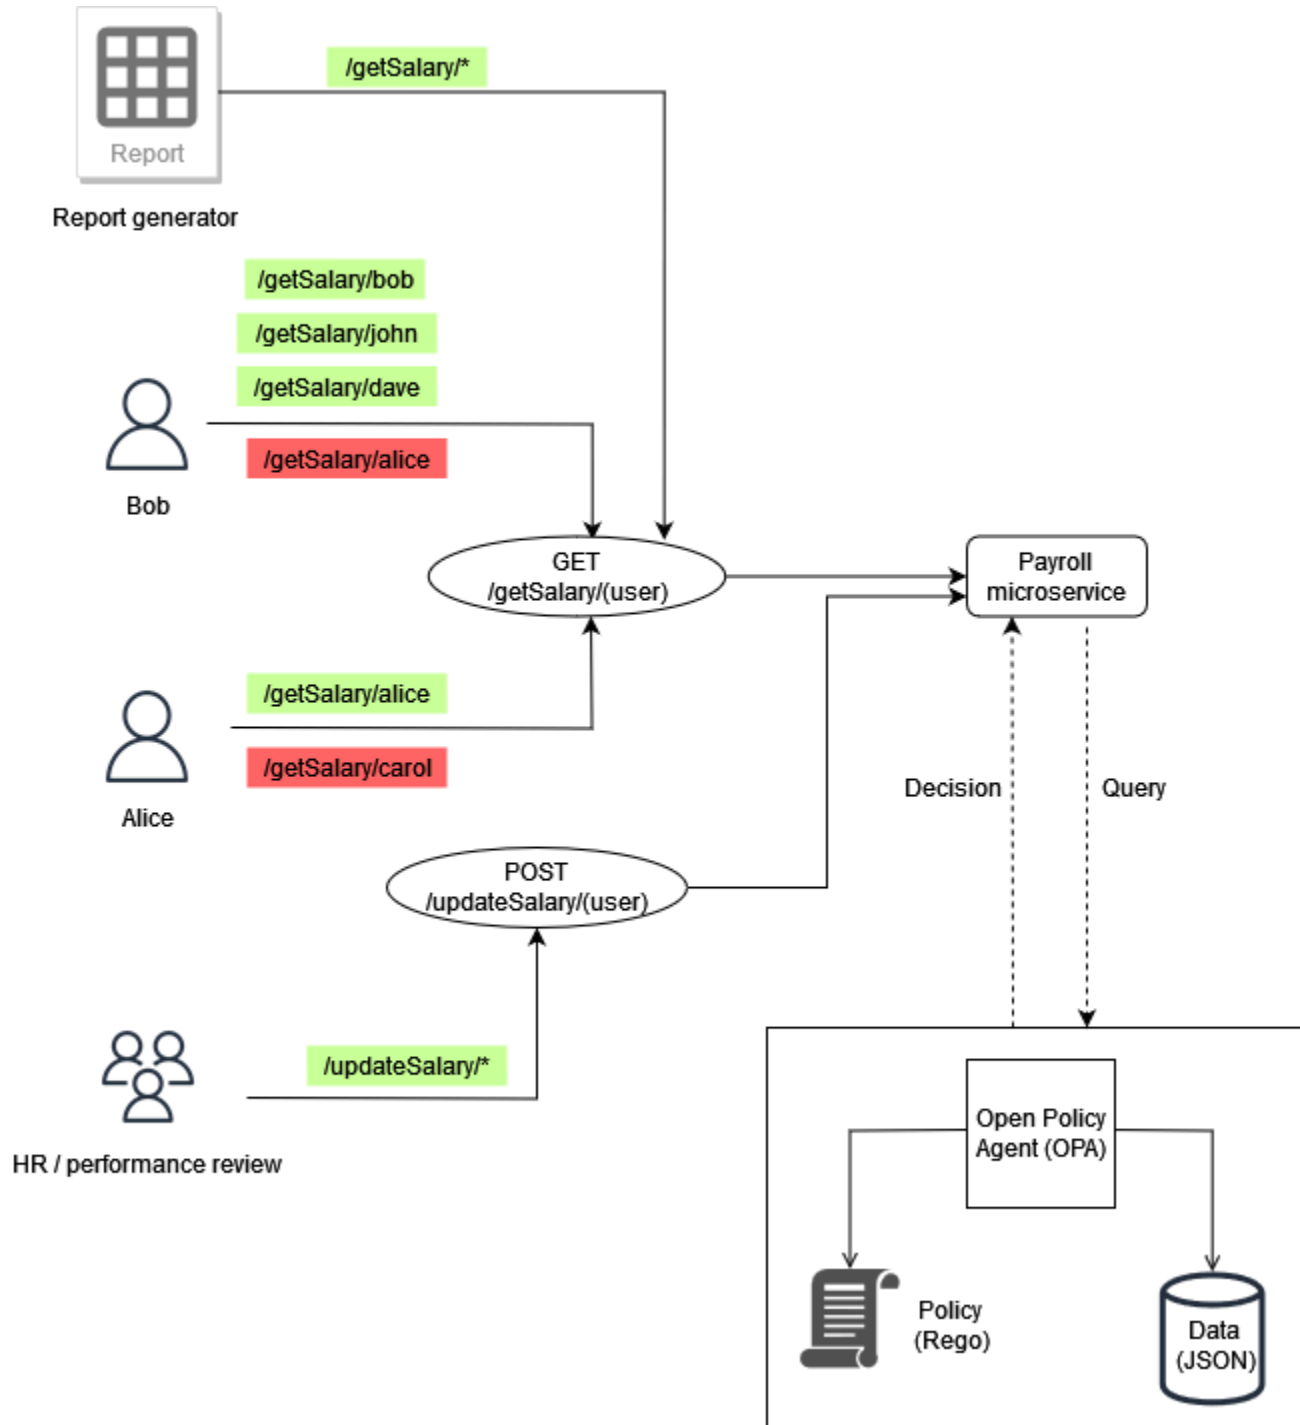 /getSalary/*
Report
Report generator
/getSalary/bob
/getSalary/john
/getSalary/dave
/getSalary/alice
Bob
GET
/getSalary/(user)
Payroll
microservice
/getSalary/alice
/getSalary/carol
Alice
Decision
Query
POST
/updateSalary/(user)
/updateSalary/*
HR / performance review
Open Policy
Agent (OPA)
Policy
(Rego)
Data
(JSON)